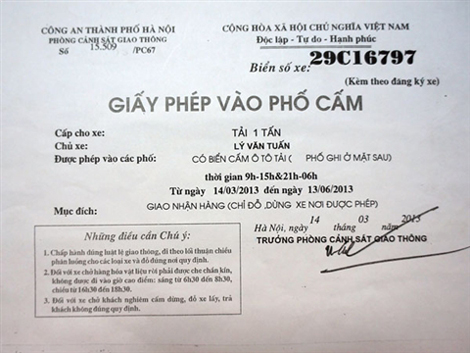 CÔNG AN THÀNH PHỐ HÀ NỘI
PHÒNG CẢNH SÁT GIAO THÔNG
Số 15.509 /PC67
CỘNG HÒA XÃ HỘI CHỦ NGHĨA VIỆT NAM
Độc lập - Tự do - Hạnh phúc
Biển số xe: 29C16797
(Kèm theo đăng ký xe)
GIẤY PHÉP VÀO PHỐ CẤM
Cấp cho xe: TẢI 1 TẤN
Chủ xe: LÝ VĂN TUẤN
Được phép vào các phố: CÓ BIỂN CẤM Ô TÔ TẢI ( PHỐ GHI Ở MẶT SAU)
thời gian 9h-15h&21h-06h
Từ ngày 14/03/2013 đến ngày 13/06/2013
Mục đích: GIAO NHẬN HÀNG (CHỈ ĐỖ ,DỪNG XE NƠI ĐƯỢC PHÉP)
Hà Nội, ngày 14 tháng 03 năm 2013
TRƯỞNG PHÒNG CẢNH SÁT GIAO THÔNG
Những điều cần Chú ý:
1. Chấp hành đúng luật lệ giao thông, đi theo lối thuận chiều
phân luồng cho các loại xe và đỗ đúng nơi quy định.
2. Đối với xe chở hàng hóa vật liệu rời phải được che chắn kín,
không được đi vào giờ cao điểm: sáng từ 6h30 đến 8h30,
chiều từ 16h30 đến 18h30.
3. Đối với xe chở khách nghiêm cấm dừng, đỗ xe lấy, trả
khách không đúng quy định.